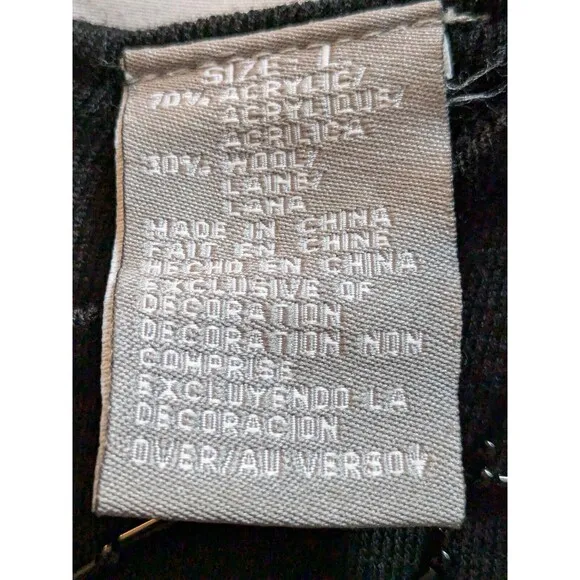 SIZE: L
70% ACRYLIC/
ACRYLIQUE/
ACRILICA
30% WOOL/
LAINE/
LANA
MADE IN CHINA
FAIT EN CHINE
HECHO EN CHINA
EXCLUSIVE OF
DECORATION
DECORATION NON
COMPRISE
EXCLUYENDO LA
DECORACION
OVER/AU VERSO↓